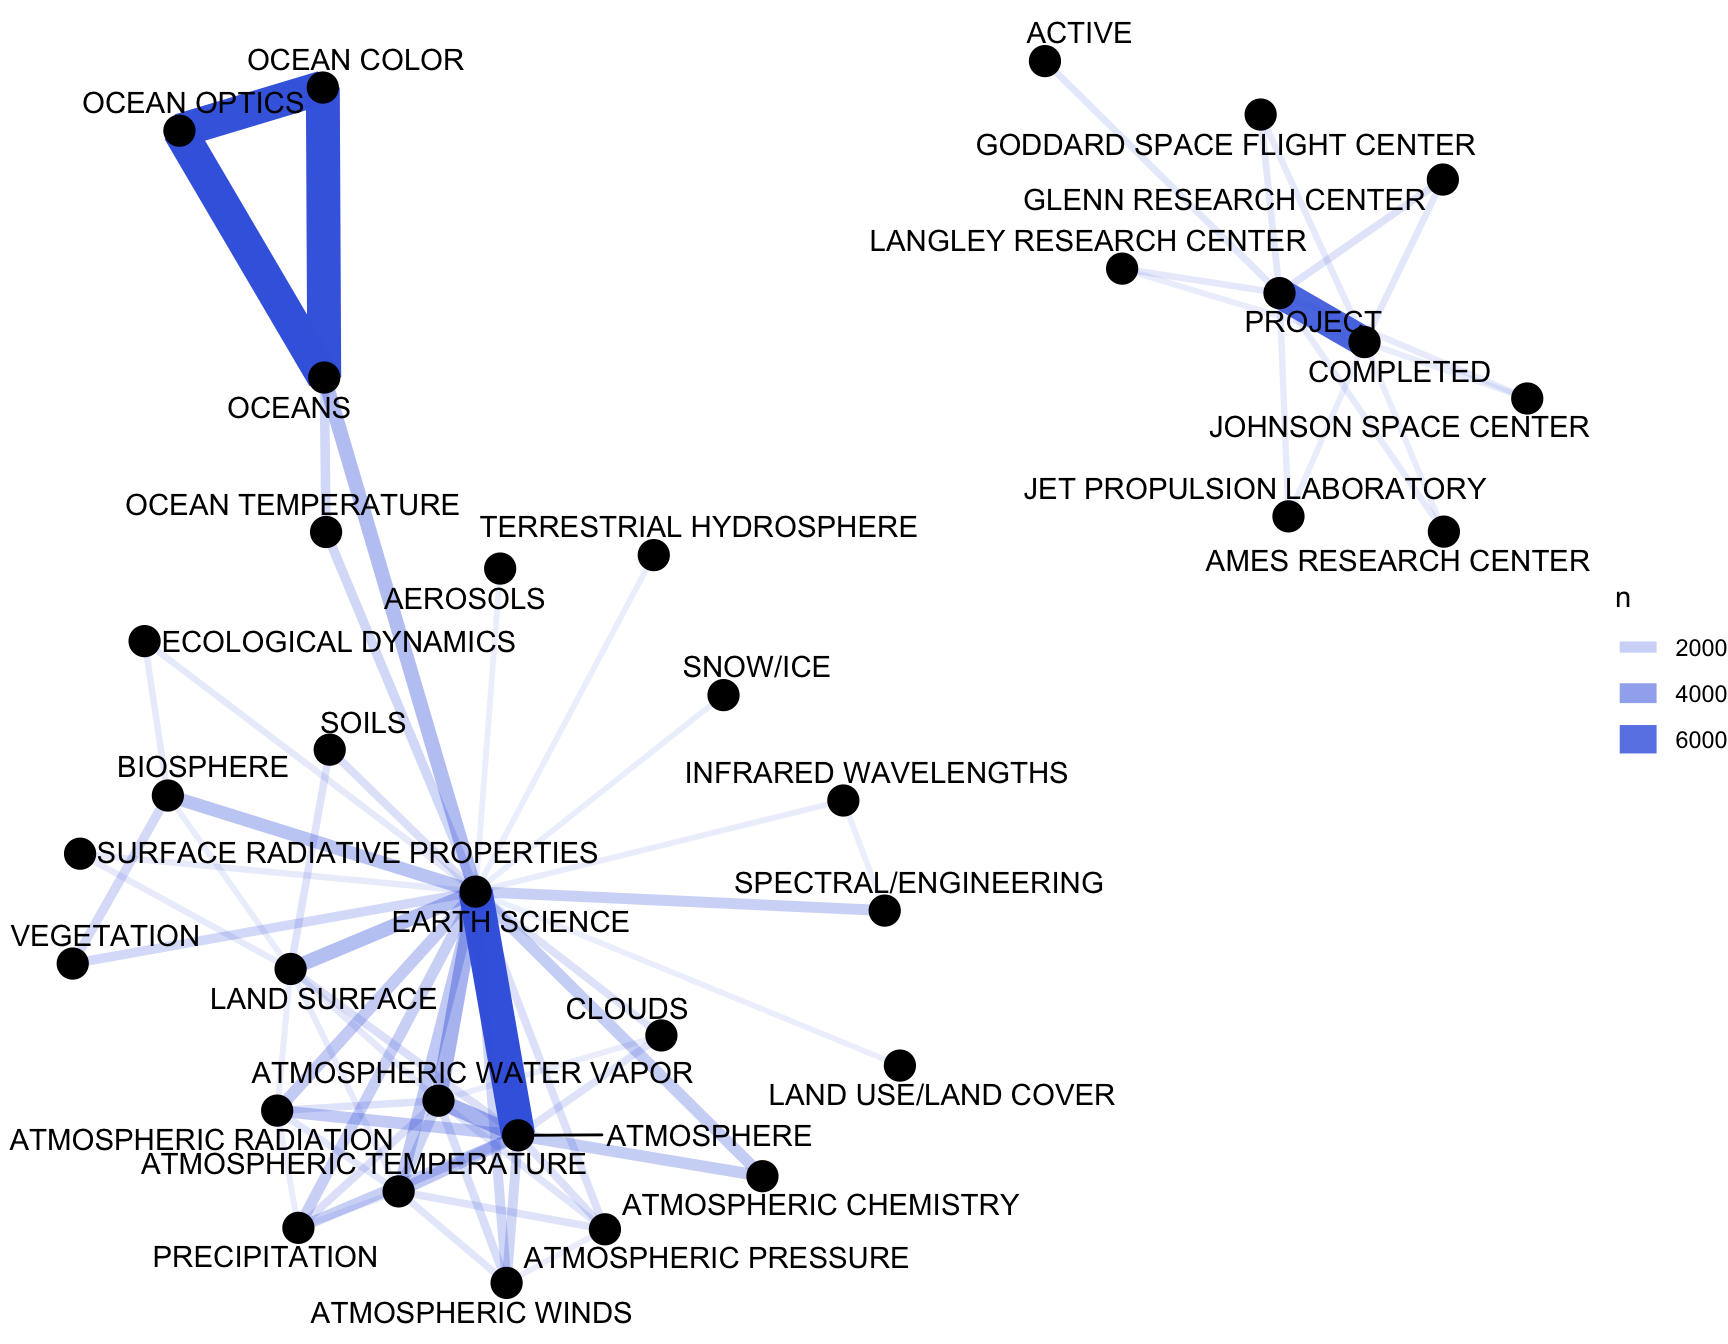 ACTIVE
OCEAN COLOR
OCEAN OPTICS
GODDARD SPACE FLIGHT CENTER
GLENN RESEARCH CENTER
LANGLEY RESEARCH CENTER
PROJECT
COMPLETED
OCEANS
JOHNSON SPACE CENTER
JET PROPULSION LABORATORY
OCEAN TEMPERATURE
TERRESTRIAL HYDROSPHERE
AMES RESEARCH CENTER
AEROSOLS
n
2000
4000
6000
ECOLOGICAL DYNAMICS
SNOW/ICE
SOILS
BIOSPHERE
INFRARED WAVELENGTHS
SURFACE RADIATIVE PROPERTIES
SPECTRAL/ENGINEERING
EARTH SCIENCE
VEGETATION
LAND SURFACE
CLOUDS
ATMOSPHERIC WATER VAPOR
LAND USE/LAND COVER
ATMOSPHERE
ATMOSPHERIC RADIATION
ATMOSPHERIC TEMPERATURE
ATMOSPHERIC CHEMISTRY
PRECIPITATION
ATMOSPHERIC PRESSURE
ATMOSPHERIC WINDS